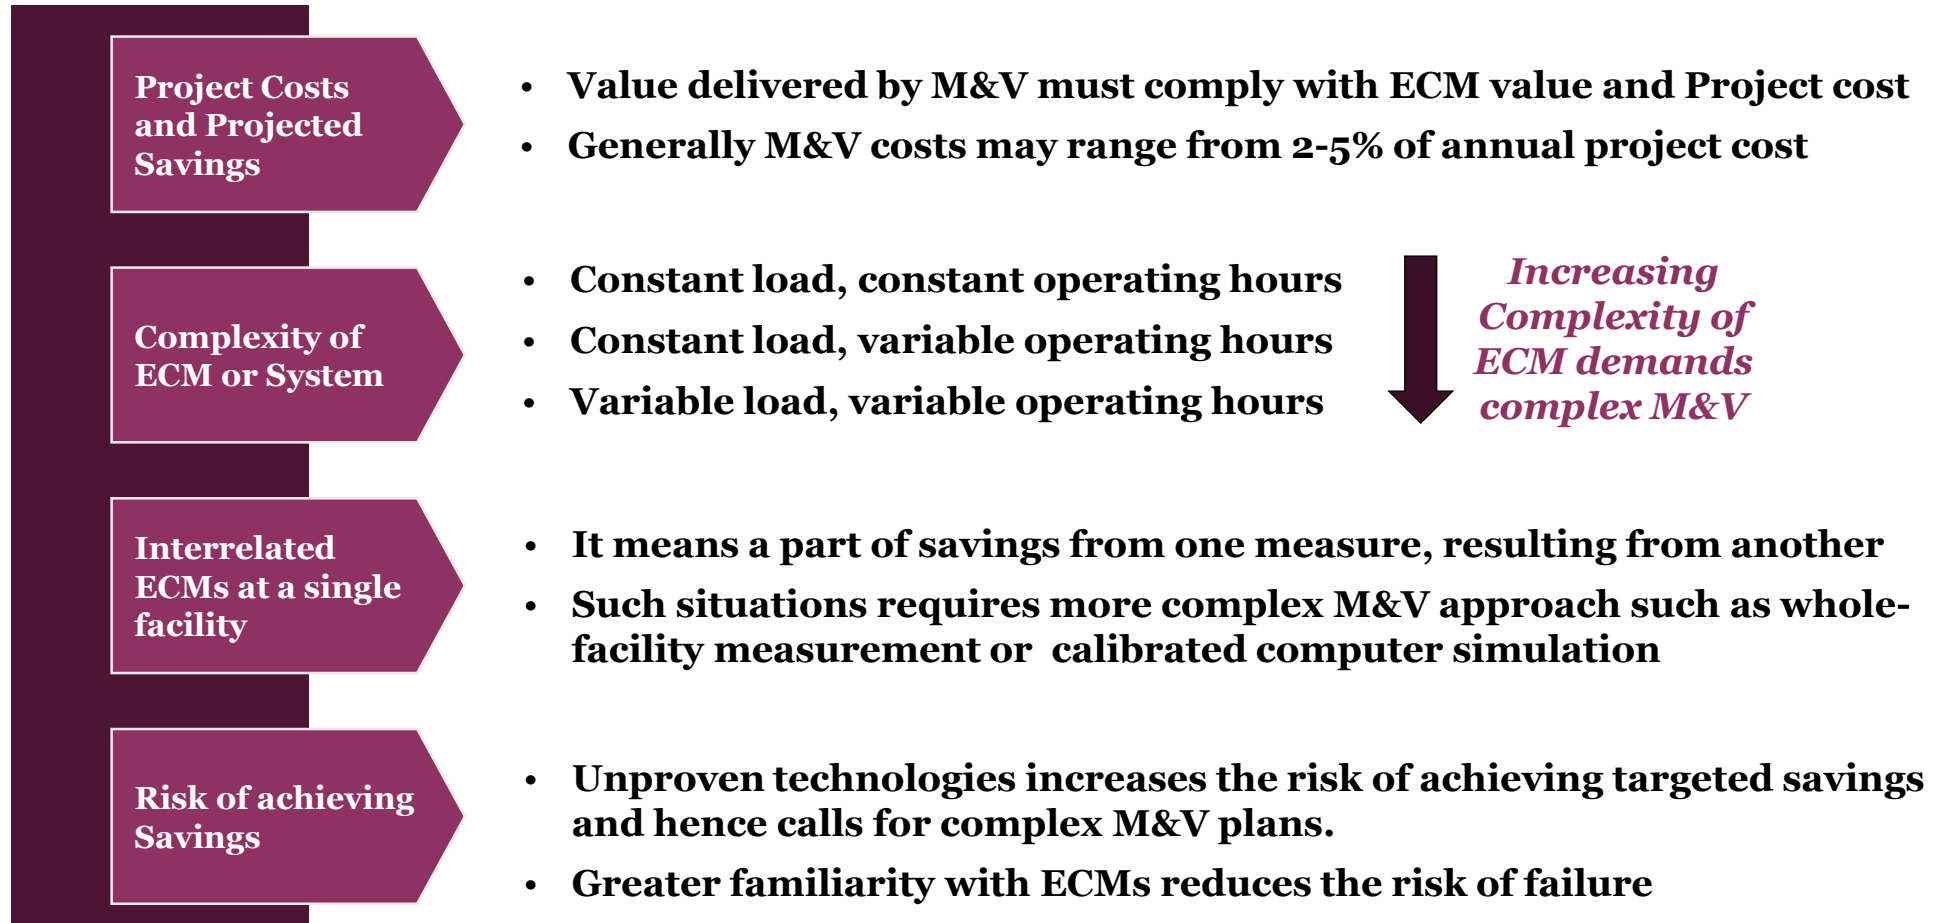 Project Costs
and Projected
Savings
• Value delivered by M&V must comply with ECM value and Project cost
• Generally M&V costs may range from 2-5% of annual project cost
Complexity of
ECM or System
• Constant load, constant operating hours
• Constant load, variable operating hours
• Variable load, variable operating hours
Increasing
Complexity of
ECM demands
complex M&V
Interrelated
ECMs at a single
facility
• It means a part of savings from one measure, resulting from another
• Such situations requires more complex M&V approach such as whole-
facility measurement or calibrated computer simulation
Risk of achieving
Savings
• Unproven technologies increases the risk of achieving targeted savings
and hence calls for complex M&V plans.
• Greater familiarity with ECMs reduces the risk of failure